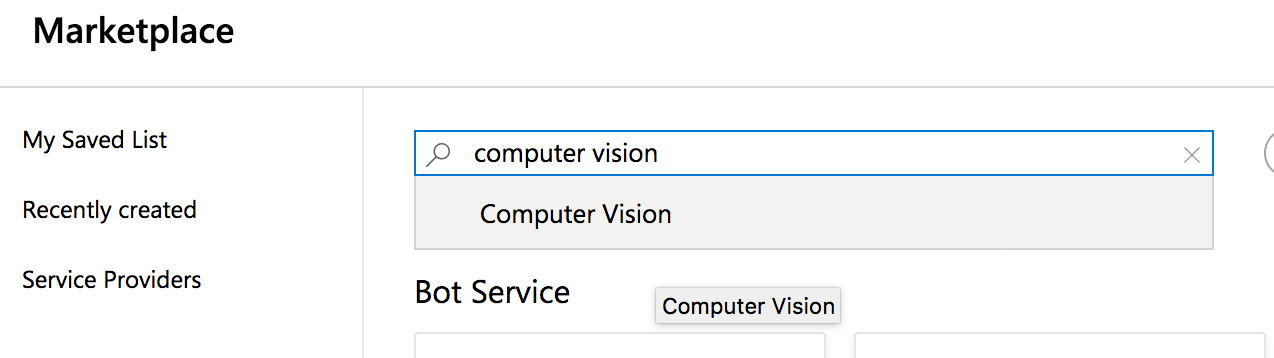 Marketplace
My Saved List
Recently created
Service Providers
computer vision
Computer Vision
Bot Service
Computer Vision